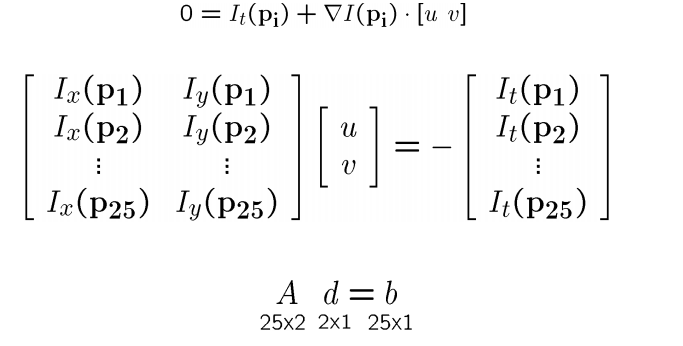 0 = I_t(p_i) + ∇I(p_i) · [u v]
[ I_x(p_1) I_y(p_1) ; I_x(p_2) I_y(p_2) ; ⋮ ⋮ ; I_x(p_25) I_y(p_25) ] [ u ; v ] = − [ I_t(p_1) ; I_t(p_2) ; ⋮ ; I_t(p_25) ]
A d = b
25x2 2x1 25x1